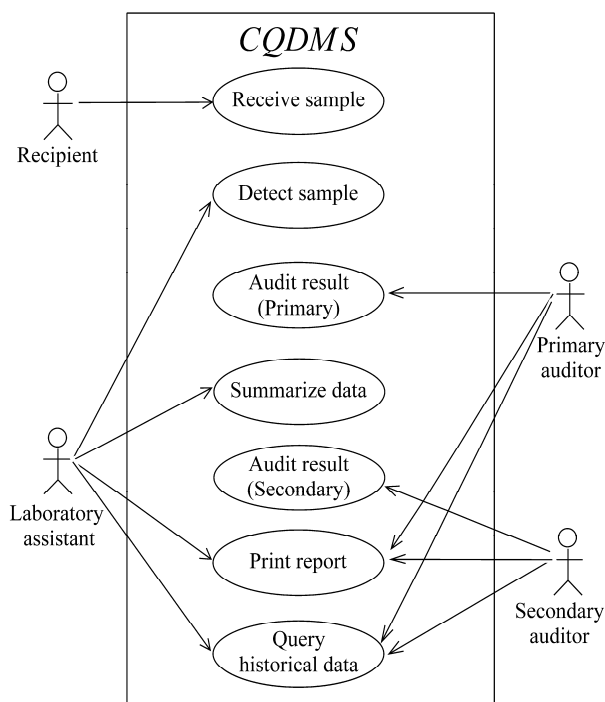 CQDMS
Receive sample
Recipient
Detect sample
Audit result
(Primary)
Primary
auditor
Summarize data
Audit result
(Secondary)
Laboratory
assistant
Print report
Secondary
auditor
Query
historical data